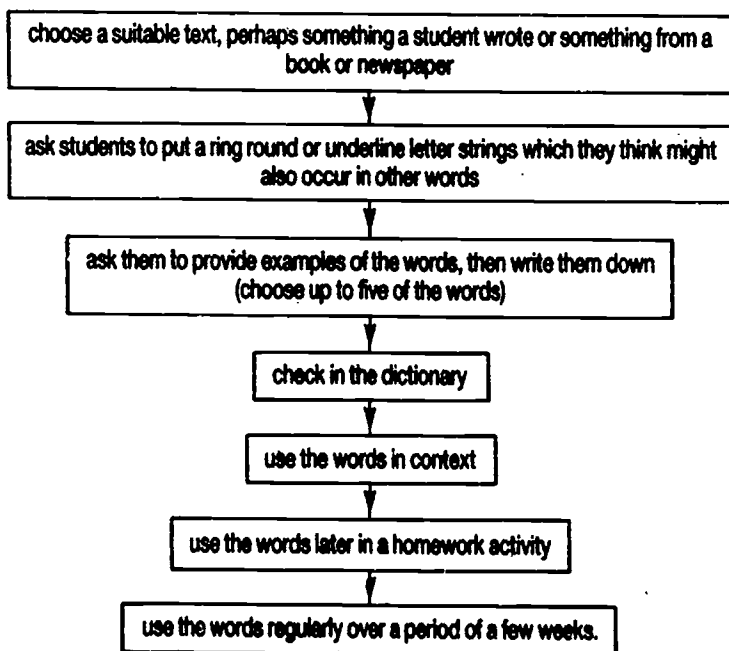 choose a suitable text, perhaps something a student wrote or something from a
book or newspaper
ask students to put a ring round or underline letter strings which they think might
also occur in other words
ask them to provide examples of the words, then write them down
(choose up to five of the words)
check in the dictionary
use the words in context
use the words later in a homework activity
use the words regularly over a period of a few weeks.